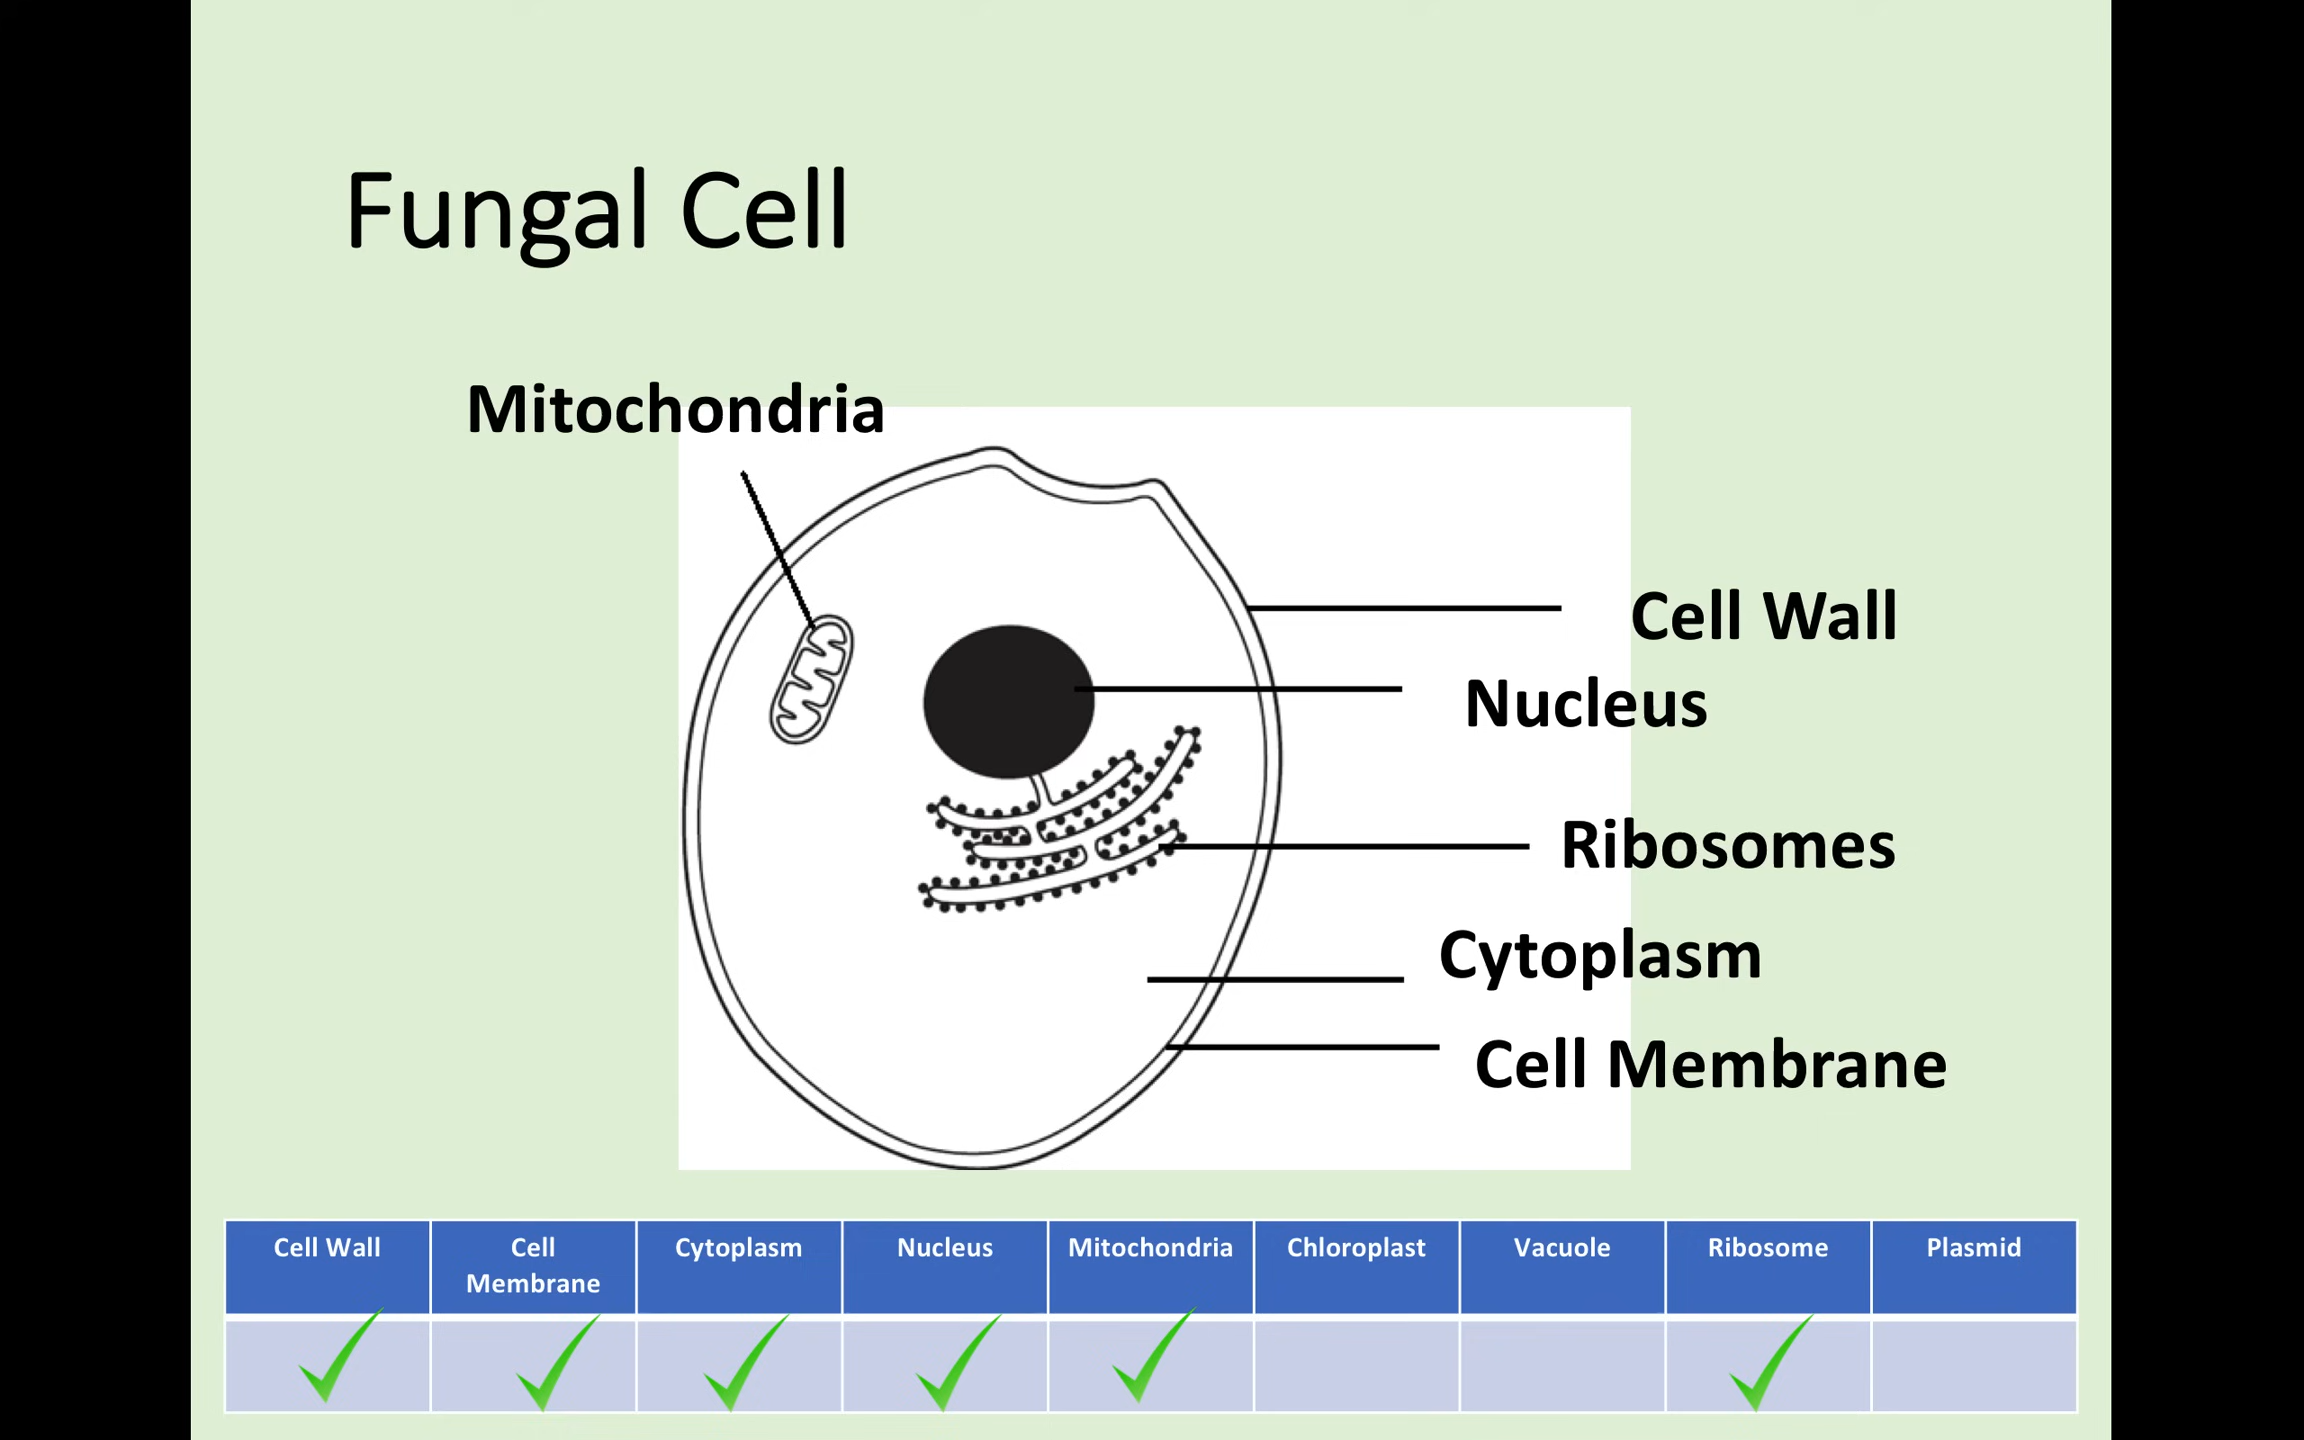 Fungal Cell
Mitochondria
Cell Wall
Nucleus
Ribosomes
Cytoplasm
Cell Membrane
Cell Wall
Cell
Membrane
Cytoplasm
Nucleus
Mitochondria
Chloroplast
Vacuole
Ribosome
Plasmid